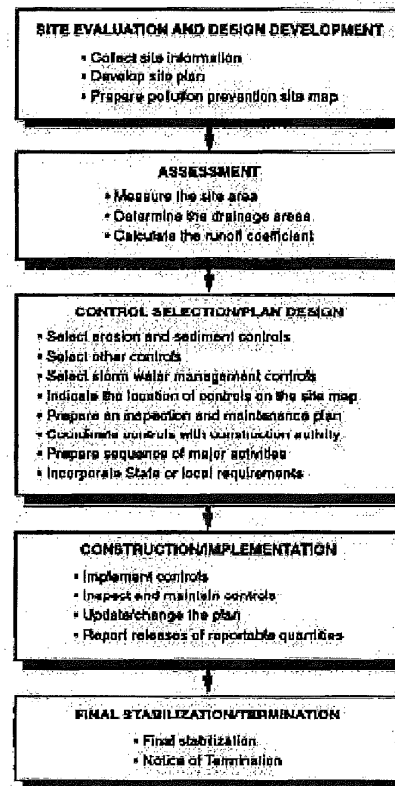 SITE EVALUATION AND DESIGN DEVELOPMENT
• Collect site information
• Develop site plan
• Prepare pollution prevention site map
ASSESSMENT
• Measure the site area
• Determine the drainage areas
• Calculate the runoff coefficient
CONTROL SELECTION/PLAN DESIGN
• Select erosion and sediment controls
• Select other controls
• Select storm water management controls
• Indicate the location of controls on the site map
• Prepare an inspection and maintenance plan
• Coordinate controls with construction activity
• Prepare sequence of major activities
• Incorporate State or local requirements
CONSTRUCTION/IMPLEMENTATION
• Implement controls
• Inspect and maintain controls
• Update/change the plan
• Report releases of reportable quantities
FINAL STABILIZATION/TERMINATION
• Final stabilization
• Notice of Termination